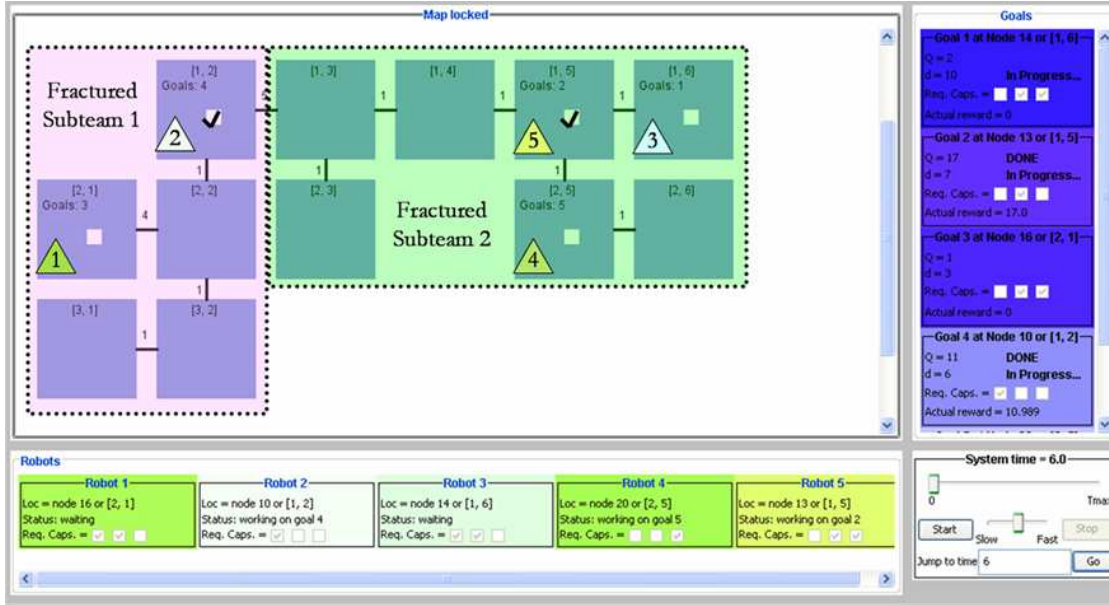 Map locked
Fractured
Subteam 1
[1, 2]
Goals: 4
2
5
[1, 3]
1
[1, 4]
1
[1, 5]
Goals: 2
5
1
[1, 6]
Goals: 1
3
1
1
1
[2, 1]
Goals: 3
1
4
[2, 2]
[2, 3]
Fractured
Subteam 2
[2, 5]
Goals: 5
4
1
[2, 6]
1
[3, 1]
1
[3, 2]
Goals
Goal 1 at Node 14 or [1, 6]
Q = 2
d = 10 In Progress...
Req. Caps. =
Actual reward = 0
Goal 2 at Node 13 or [1, 5]
Q = 17 DONE
d = 7 In Progress...
Req. Caps. =
Actual reward = 17.0
Goal 3 at Node 16 or [2, 1]
Q = 1
d = 3
Req. Caps. =
Actual reward = 0
Goal 4 at Node 10 or [1, 2]
Q = 11 DONE
d = 6 In Progress...
Req. Caps. =
Actual reward = 10.989
Robots
Robot 1
Loc = node 16 or [2, 1]
Status: waiting
Req. Caps. =
Robot 2
Loc = node 10 or [1, 2]
Status: working on goal 4
Req. Caps. =
Robot 3
Loc = node 14 or [1, 6]
Status: waiting
Req. Caps. =
Robot 4
Loc = node 20 or [2, 5]
Status: working on goal 5
Req. Caps. =
Robot 5
Loc = node 13 or [1, 5]
Status: working on goal 2
Req. Caps. =
System time = 6.0
0 Tmax
Start Slow Fast Stop
Jump to time 6 Go